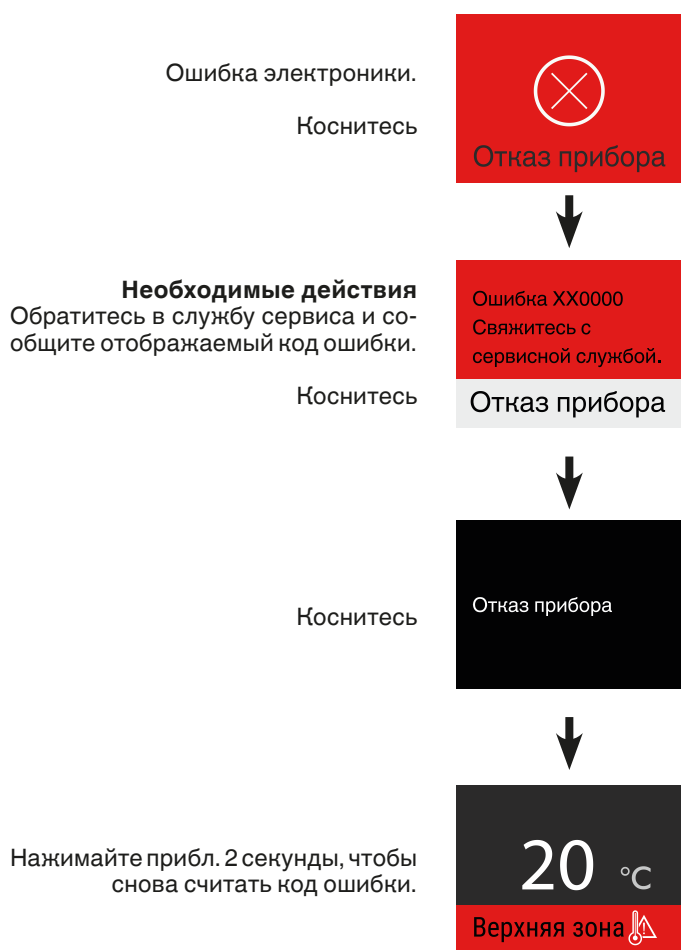 Ошибка электроники.
Коснитесь
Отказ прибора
Необходимые действия
Обратитесь в службу сервиса и со-
общите отображаемый код ошибки.
Коснитесь
Ошибка XX0000
Свяжитесь с
сервисной службой.
Отказ прибора
Коснитесь
Отказ прибора
Нажимайте прибл. 2 секунды, чтобы
снова считать код ошибки.
20 °C
Верхняя зона